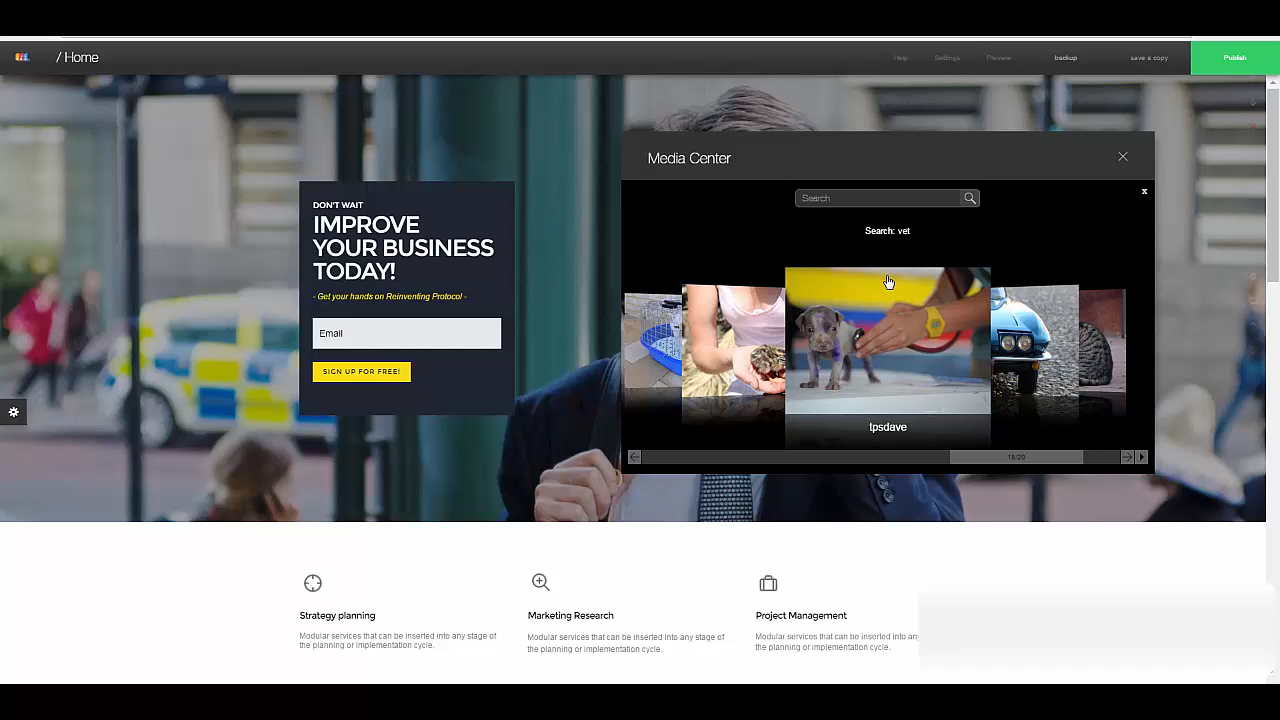 / Home
Help
Settings
Preview
backup
save a copy
Publish
Media Center
x
Search
Search: vet
tpsdave
16/20
DON'T WAIT
IMPROVE
YOUR BUSINESS
TODAY!
- Get your hands on Reinventing Protocol -
Email
SIGN UP FOR FREE!
Strategy planning
Modular services that can be inserted into any stage of
the planning or implementation cycle.
Marketing Research
Modular services that can be inserted into any stage of
the planning or implementation cycle.
Project Management
Modular services that can be inserted into any
the planning or implementation cycle.